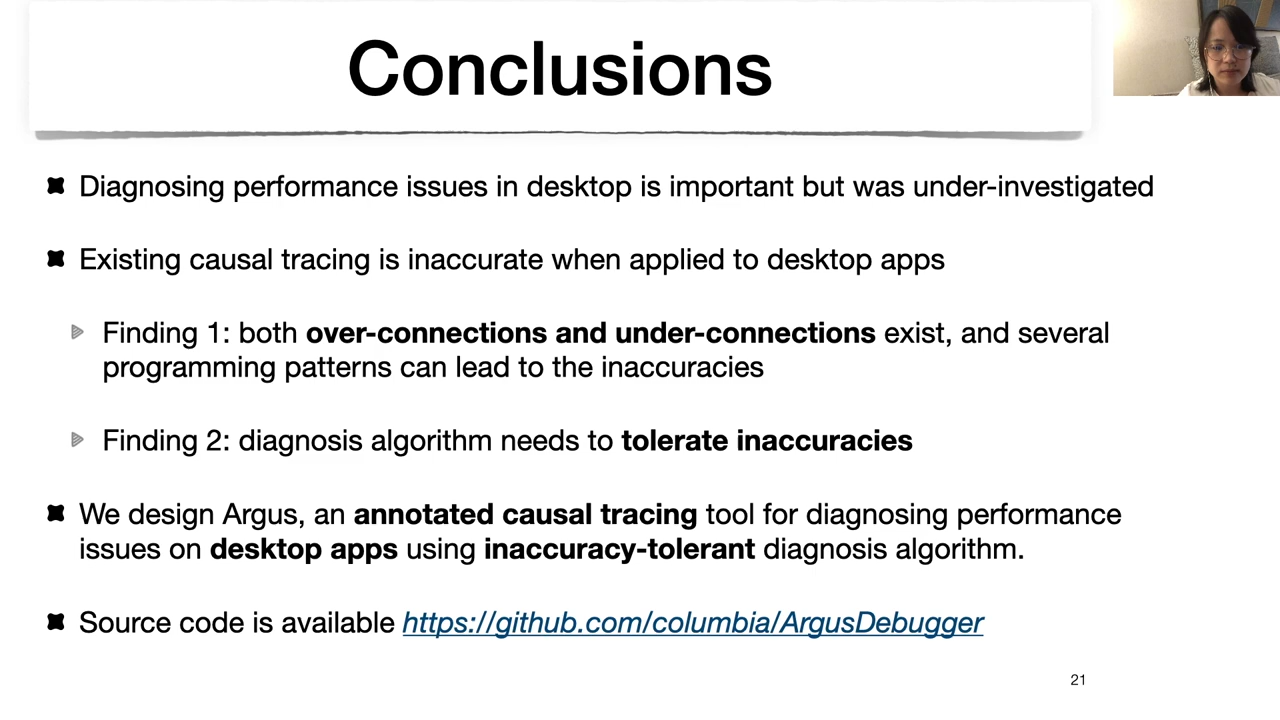 Conclusions
Diagnosing performance issues in desktop is important but was under-investigated
Existing causal tracing is inaccurate when applied to desktop apps
Finding 1: both over-connections and under-connections exist, and several
programming patterns can lead to the inaccuracies
Finding 2: diagnosis algorithm needs to tolerate inaccuracies
We design Argus, an annotated causal tracing tool for diagnosing performance
issues on desktop apps using inaccuracy-tolerant diagnosis algorithm.
Source code is available https://github.com/columbia/ArgusDebugger
21